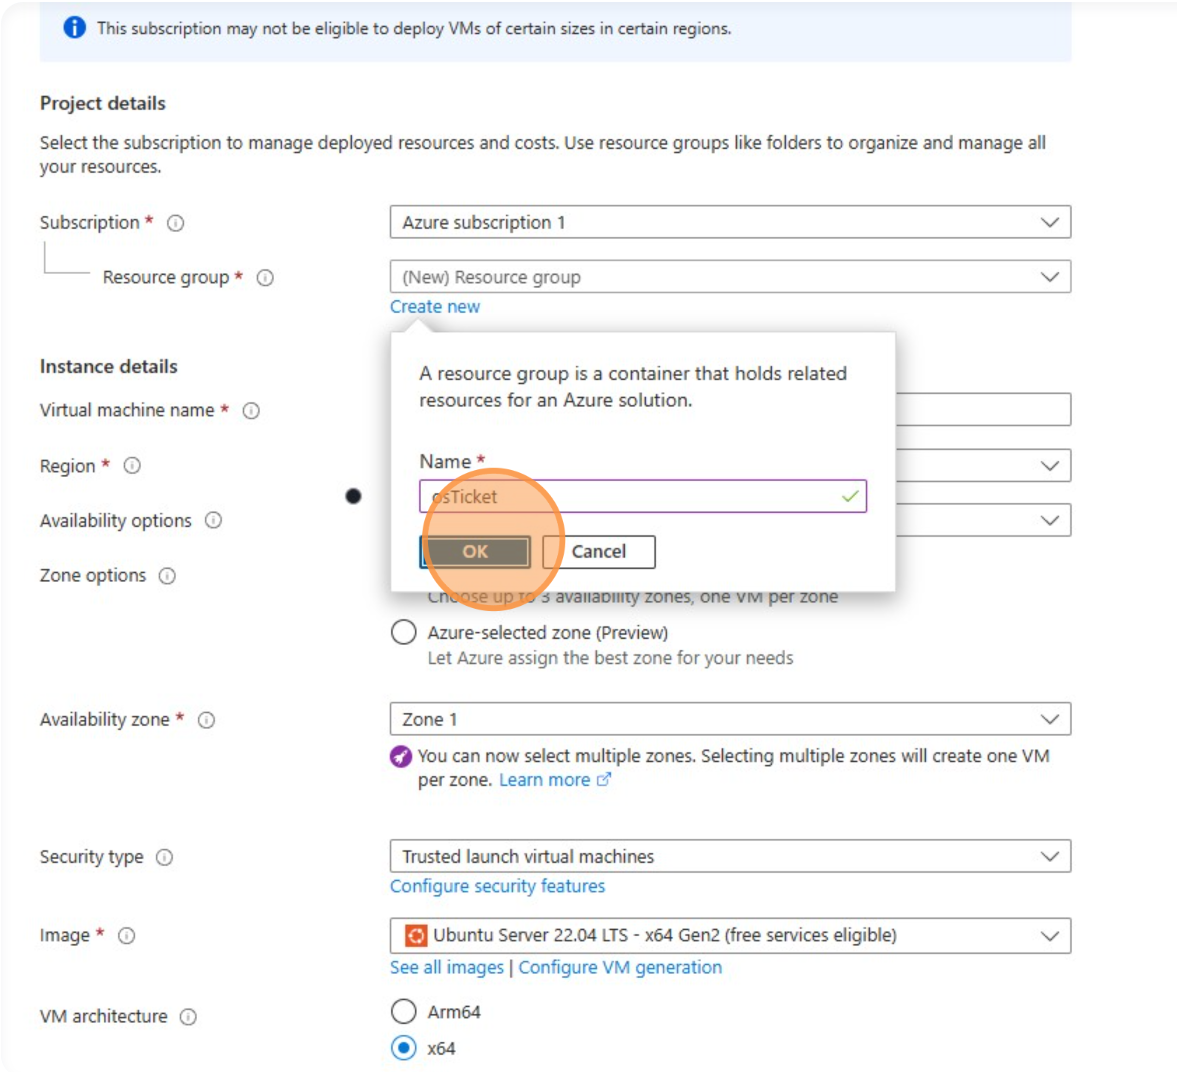 This subscription may not be eligible to deploy VMs of certain sizes in certain regions.
Project details
Select the subscription to manage deployed resources and costs. Use resource groups like folders to organize and manage all
your resources.
Subscription *
Azure subscription 1
Resource group *
(New) Resource group
Create new
A resource group is a container that holds related
resources for an Azure solution.
Name *
osTicket
OK
Cancel
Instance details
Virtual machine name *
Region *
Availability options
Zone options
Choose up to 3 availability zones, one VM per zone
Azure-selected zone (Preview)
Let Azure assign the best zone for your needs
Availability zone *
Zone 1
You can now select multiple zones. Selecting multiple zones will create one VM
per zone. Learn more
Security type
Trusted launch virtual machines
Configure security features
Image *
Ubuntu Server 22.04 LTS - x64 Gen2 (free services eligible)
See all images | Configure VM generation
VM architecture
Arm64
x64